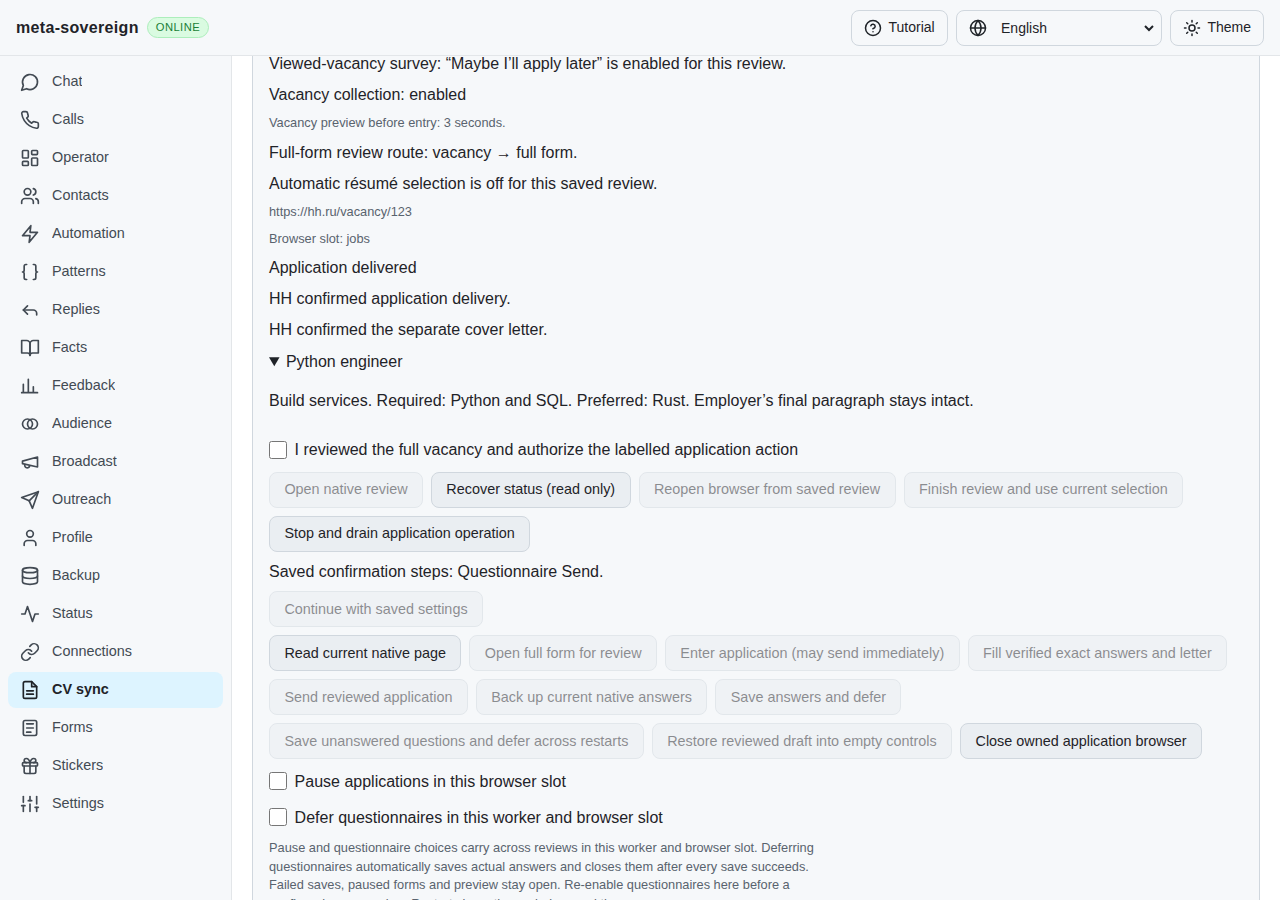 meta-sovereign ONLINE Tutorial English Theme
Chat
Calls
Operator
Contacts
Automation
Patterns
Replies
Facts
Feedback
Audience
Broadcast
Outreach
Profile
Backup
Status
Connections
CV sync
Forms
Stickers
Settings
Viewed-vacancy survey: “Maybe I’ll apply later” is enabled for this review.
Vacancy collection: enabled
Vacancy preview before entry: 3 seconds.
Full-form review route: vacancy → full form.
Automatic résumé selection is off for this saved review.
https://hh.ru/vacancy/123
Browser slot: jobs
Application delivered
HH confirmed application delivery.
HH confirmed the separate cover letter.
Python engineer
Build services. Required: Python and SQL. Preferred: Rust. Employer’s final paragraph stays intact.
I reviewed the full vacancy and authorize the labelled application action
Open native review Recover status (read only) Reopen browser from saved review Finish review and use current selection
Stop and drain application operation
Saved confirmation steps: Questionnaire Send.
Continue with saved settings
Read current native page Open full form for review Enter application (may send immediately) Fill verified exact answers and letter
Send reviewed application Back up current native answers Save answers and defer
Save unanswered questions and defer across restarts Restore reviewed draft into empty controls Close owned application browser
Pause applications in this browser slot
Defer questionnaires in this worker and browser slot
Pause and questionnaire choices carry across reviews in this worker and browser slot. Deferring
questionnaires automatically saves actual answers and closes them after every save succeeds.
Failed saves, paused forms and preview stay open. Re-enable questionnaires here before a